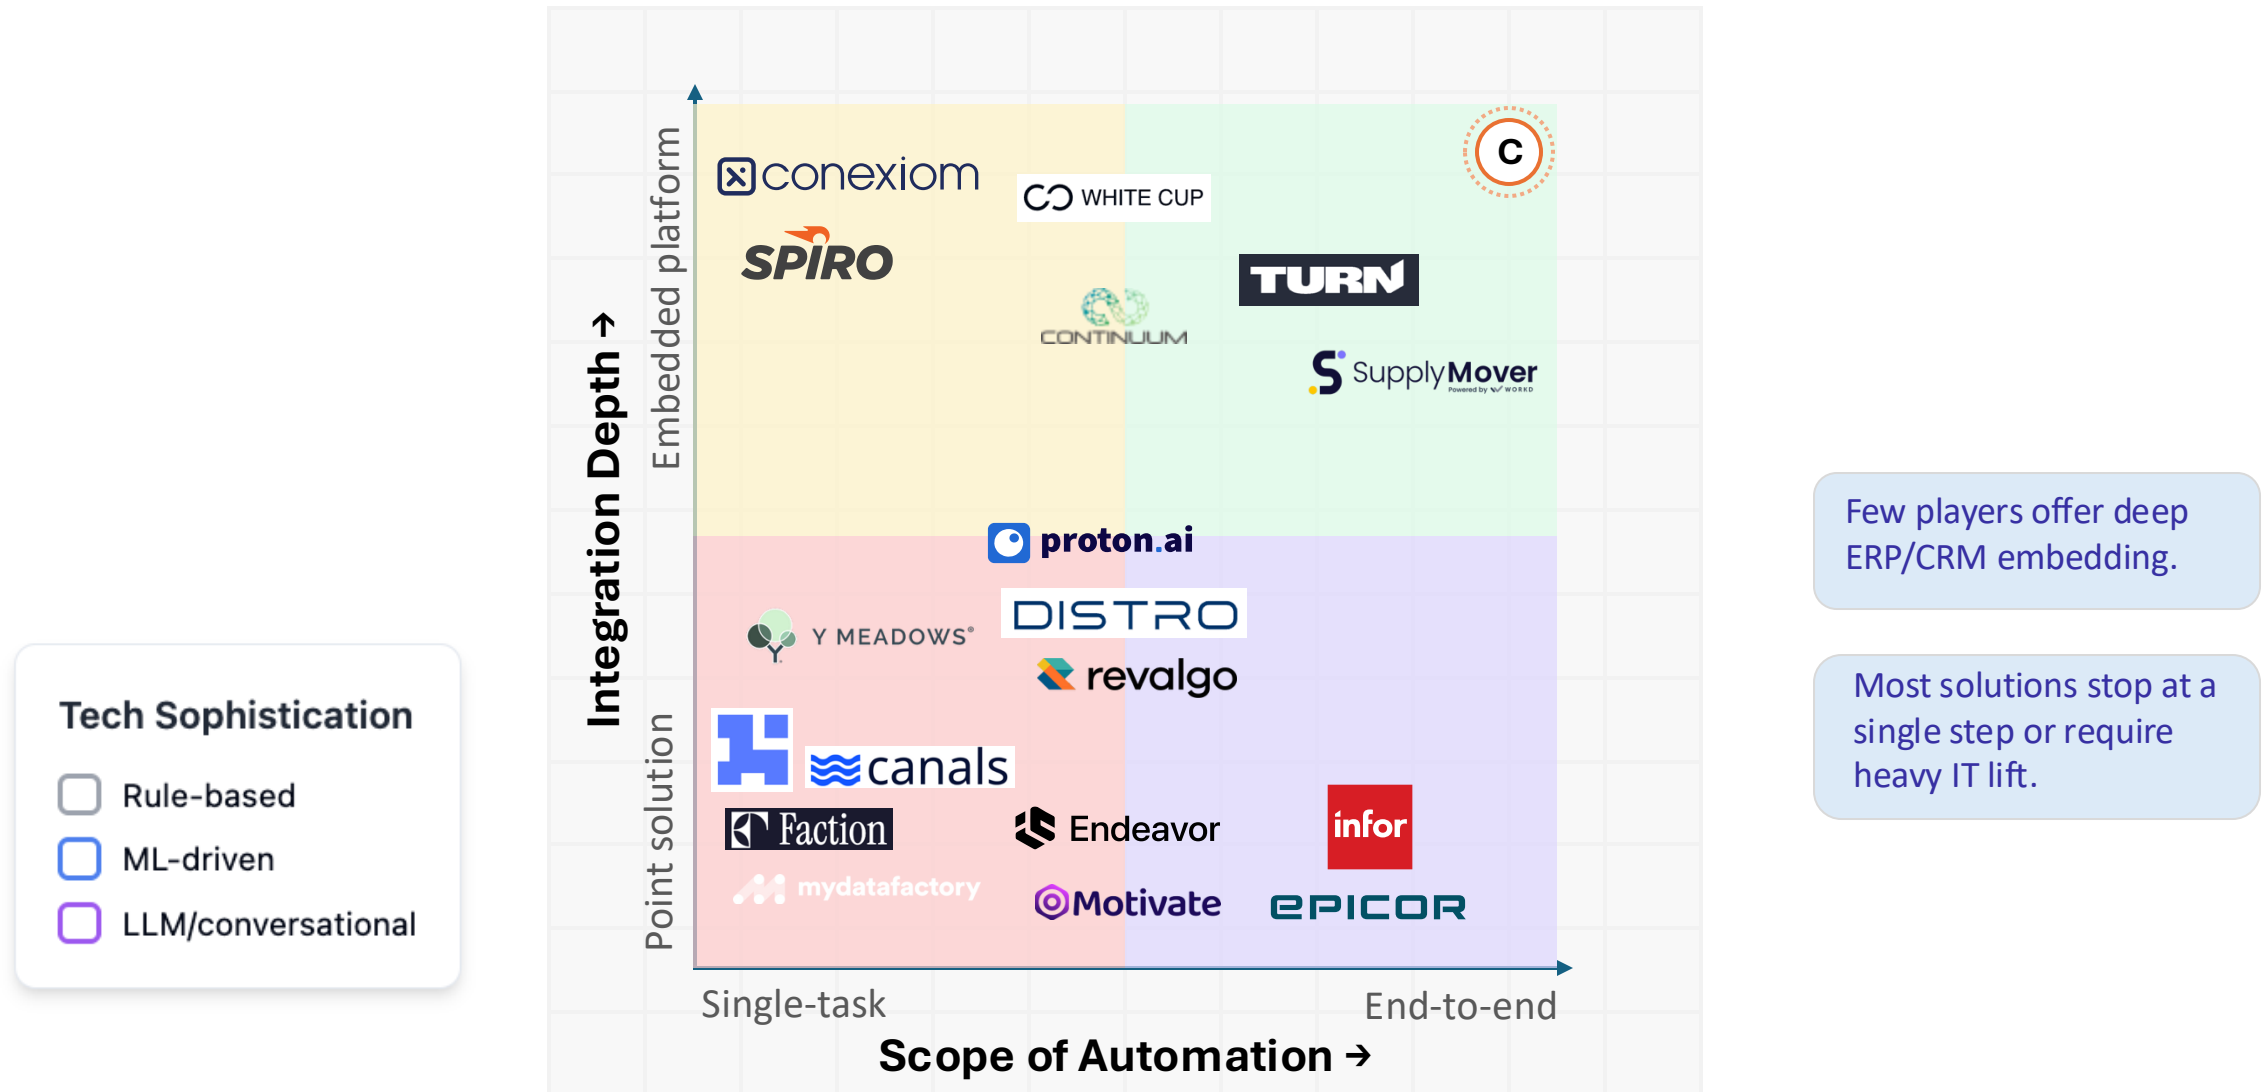 Tech Sophistication
Rule-based
ML-driven
LLM/conversational
Integration Depth →
Embedded platform
Point solution
conexiom
SPIRO
WHITE CUP
CONTINUUM
C
TURN
SupplyMover
Powered by WORKD
proton.ai
Y MEADOWS®
DISTRO
revalgo
canals
Faction
mydatafactory
Endeavor
Motivate
infor
EPICOR
Single-task
End-to-end
Scope of Automation →
Few players offer deep
ERP/CRM embedding.
Most solutions stop at a
single step or require
heavy IT lift.